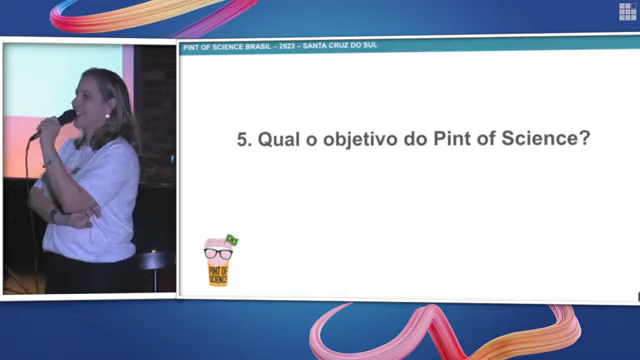 PINT OF SCIENCE BRASIL – 2023 – SANTA CRUZ DO SUL
5. Qual o objetivo do Pint of Science?
PINT OF
SCIENCE